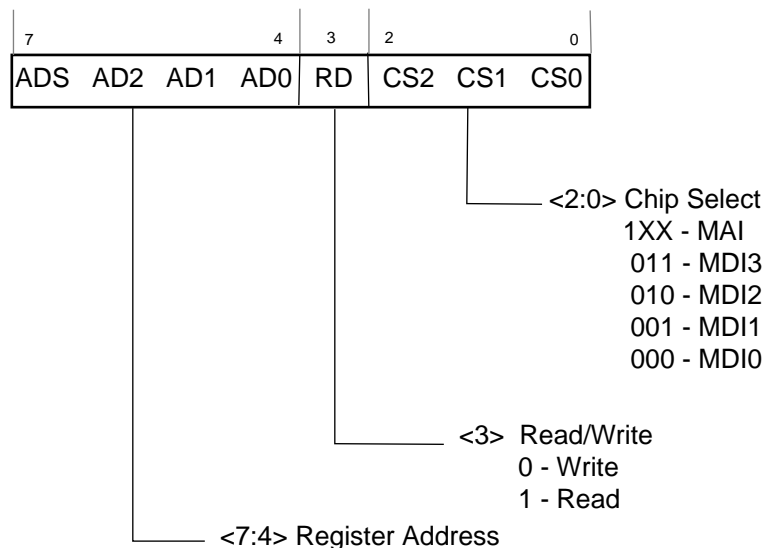 7 4 3 2 0
ADS AD2 AD1 AD0 RD CS2 CS1 CS0
<2:0> Chip Select
1XX - MAI
011 - MDI3
010 - MDI2
001 - MDI1
000 - MDI0
<3> Read/Write
0 - Write
1 - Read
<7:4> Register Address